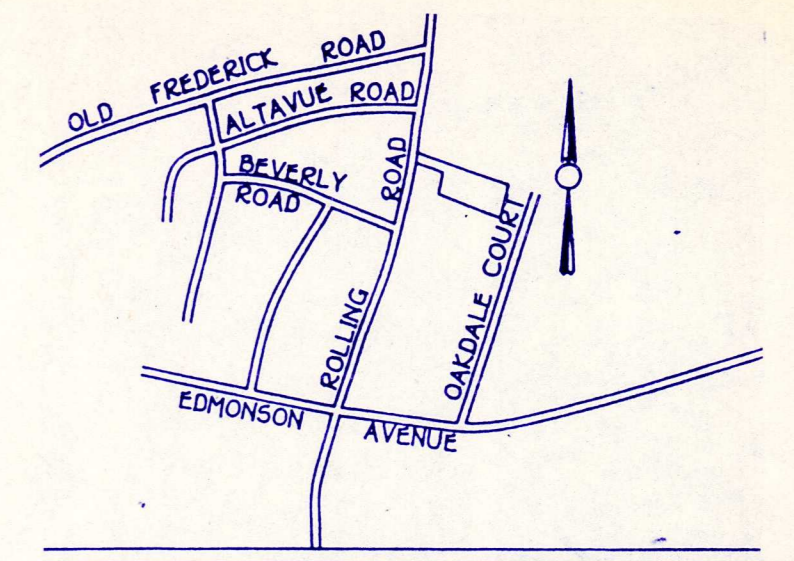 OLD FREDERICK ROAD
ALTAVUE ROAD
BEVERLY
ROAD
ROAD
ROLLING
OAKDALE COURT
EDMONSON
AVENUE